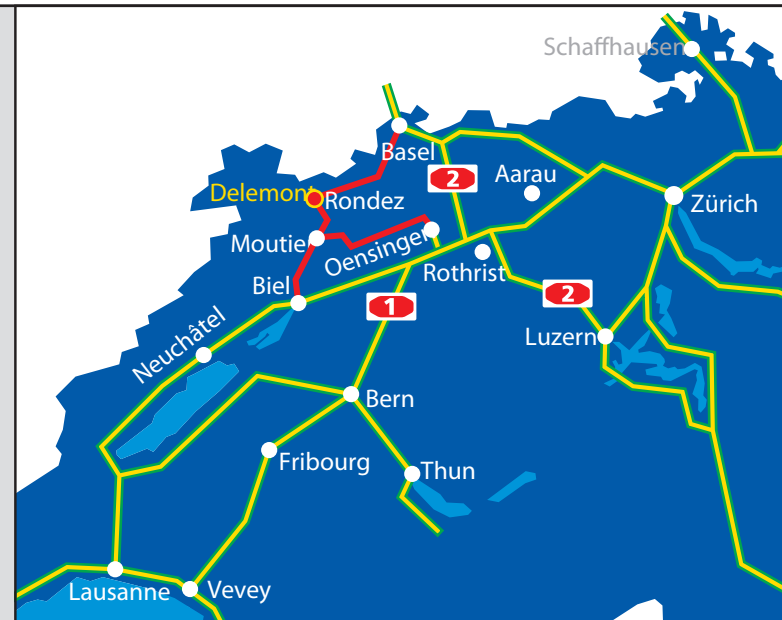 Schaffhausen
Basel
2
Aarau
Delemont
Rondez
Zürich
Moutier
Oensingen
Rothrist
Biel
2
1
Neuchâtel
Luzern
Bern
Fribourg
Thun
Lausanne
Vevey